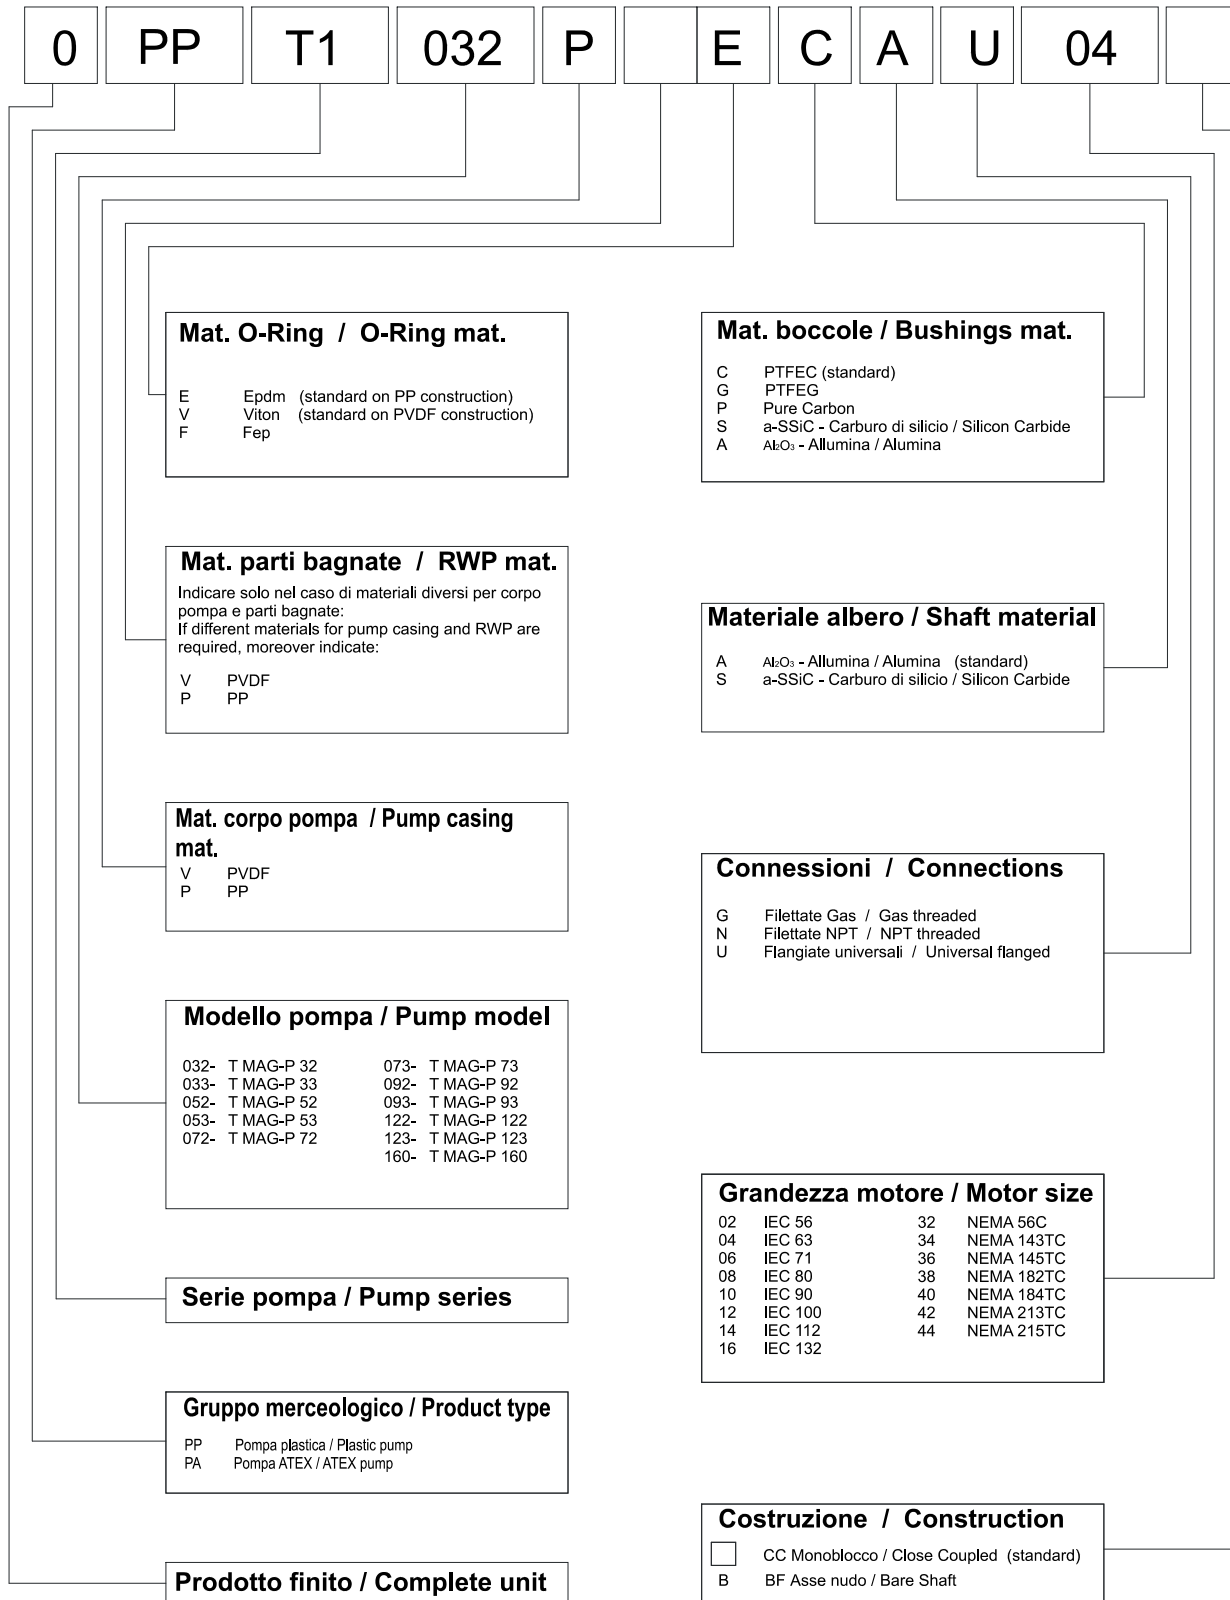 0 PP T1 032 P E C A U 04
Mat. O-Ring / O-Ring mat.
E Epdm (standard on PP construction)
V Viton (standard on PVDF construction)
F Fep
Mat. parti bagnate / RWP mat.
Indicare solo nel caso di materiali diversi per corpo
pompa e parti bagnate:
If different materials for pump casing and RWP are
required, moreover indicate:
V PVDF
P PP
Mat. corpo pompa / Pump casing
mat.
V PVDF
P PP
Modello pompa / Pump model
032- T MAG-P 32
033- T MAG-P 33
052- T MAG-P 52
053- T MAG-P 53
072- T MAG-P 72
073- T MAG-P 73
092- T MAG-P 92
093- T MAG-P 93
122- T MAG-P 122
123- T MAG-P 123
160- T MAG-P 160
Serie pompa / Pump series
Gruppo merceologico / Product type
PP Pompa plastica / Plastic pump
PA Pompa ATEX / ATEX pump
Prodotto finito / Complete unit
Mat. boccole / Bushings mat.
C PTFEC (standard)
G PTFEG
P Pure Carbon
S a-SSiC - Carburo di silicio / Silicon Carbide
A Al₂O₃ - Allumina / Alumina
Materiale albero / Shaft material
A Al₂O₃ - Allumina / Alumina (standard)
S a-SSiC - Carburo di silicio / Silicon Carbide
Connessioni / Connections
G Filettate Gas / Gas threaded
N Filettate NPT / NPT threaded
U Flangiate universali / Universal flanged
Grandezza motore / Motor size
02 IEC 56
04 IEC 63
06 IEC 71
08 IEC 80
10 IEC 90
12 IEC 100
14 IEC 112
16 IEC 132
32 NEMA 56C
34 NEMA 143TC
36 NEMA 145TC
38 NEMA 182TC
40 NEMA 184TC
42 NEMA 213TC
44 NEMA 215TC
Costruzione / Construction
CC Monoblocco / Close Coupled (standard)
B BF Asse nudo / Bare Shaft